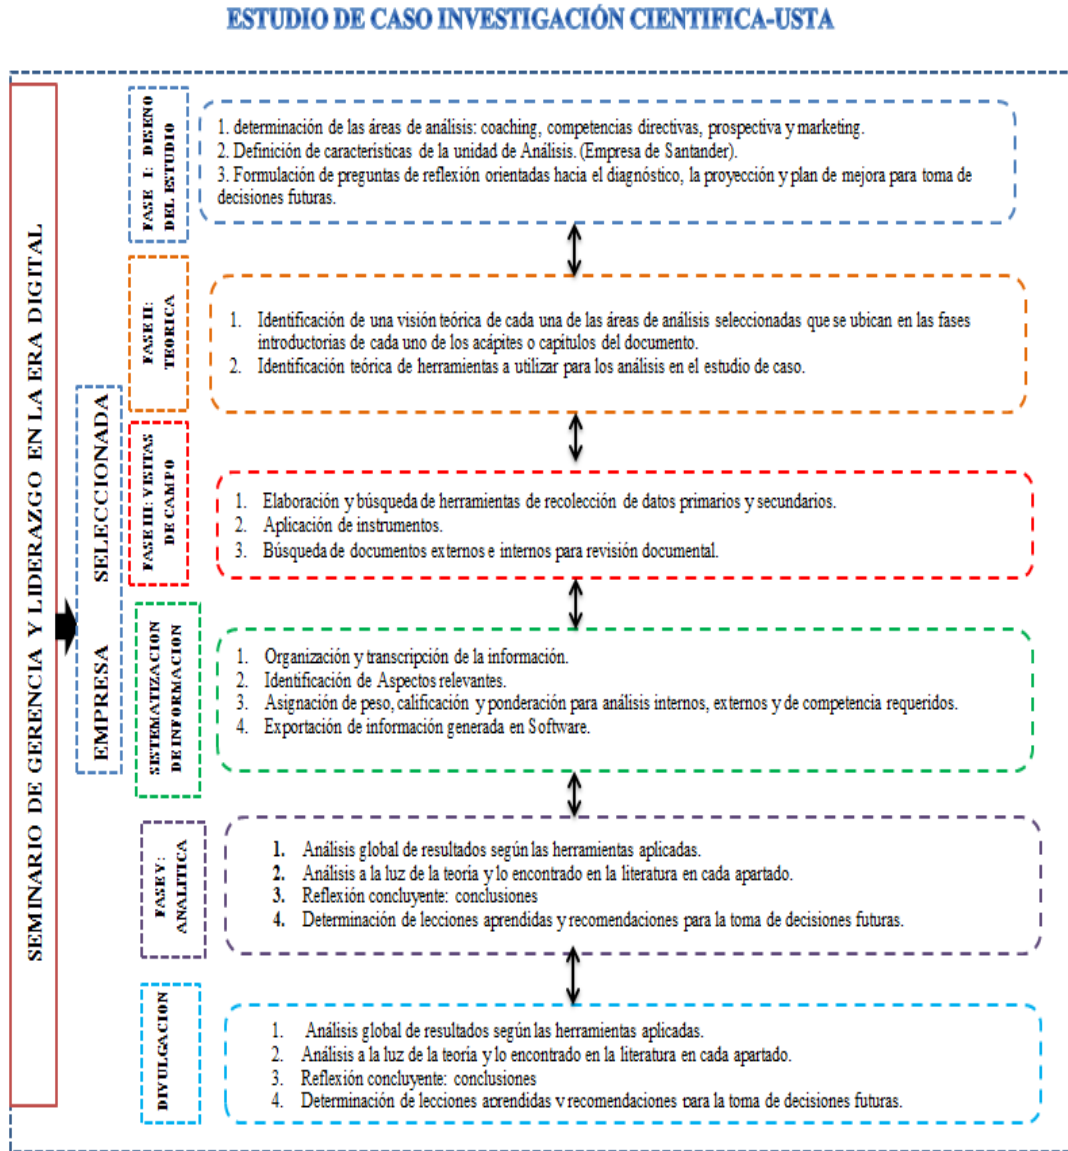 ESTUDIO DE CASO INVESTIGACIÓN CIENTIFICA-USTA
SEMINARIO DE GERENCIA Y LIDERAZGO EN LA ERA DIGITAL
EMPRESA SELECCIONADA
FASE I: DISENO
DEL ESTUDIO
1. determinación de las áreas de análisis: coaching, competencias directivas, prospectiva y marketing.
2. Definición de características de la unidad de Análisis. (Empresa de Santander).
3. Formulación de preguntas de reflexión orientadas hacia el diagnóstico, la proyección y plan de mejora para toma de
decisiones futuras.
FASE II:
TEORICA
1. Identificación de una visión teórica de cada una de las áreas de análisis seleccionadas que se ubican en las fases
introductorias de cada uno de los acápites o capítulos del documento.
2. Identificación teórica de herramientas a utilizar para los análisis en el estudio de caso.
FASE III: VISITAS
DE CAMPO
1. Elaboración y búsqueda de herramientas de recolección de datos primarios y secundarios.
2. Aplicación de instrumentos.
3. Búsqueda de documentos externos e internos para revisión documental.
SISTEMATIZACION
DE INFORMACION
1. Organización y transcripción de la información.
2. Identificación de Aspectos relevantes.
3. Asignación de peso, calificación y ponderación para análisis internos, externos y de competencia requeridos.
4. Exportación de información generada en Software.
FASE V:
ANALITICA
1. Análisis global de resultados según las herramientas aplicadas.
2. Análisis a la luz de la teoría y lo encontrado en la literatura en cada apartado.
3. Reflexión concluyente: conclusiones
4. Determinación de lecciones aprendidas y recomendaciones para la toma de decisiones futuras.
DIVULGACION
1. Análisis global de resultados según las herramientas aplicadas.
2. Análisis a la luz de la teoría y lo encontrado en la literatura en cada apartado.
3. Reflexión concluyente: conclusiones
4. Determinación de lecciones aprendidas y recomendaciones para la toma de decisiones futuras.